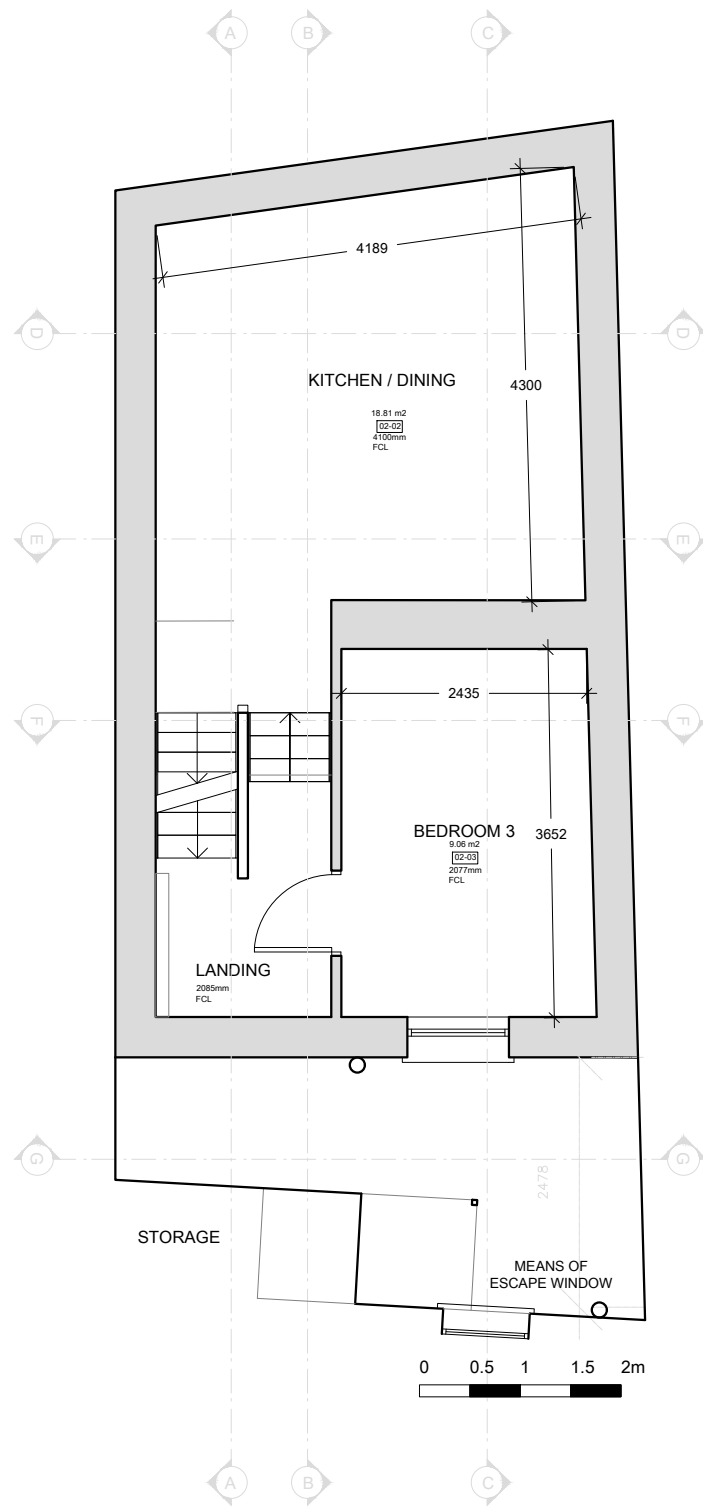 A
B
C
4189
D
D
KITCHEN / DINING
4300
18.81 m2
02-02
4100mm
FCL
E
E
2435
F
F
BEDROOM 3
9.06 m2
3652
02-03
2077mm
FCL
LANDING
2085mm
FCL
G
G
2478
STORAGE
MEANS OF
ESCAPE WINDOW
0 0.5 1 1.5 2m
A
B
C